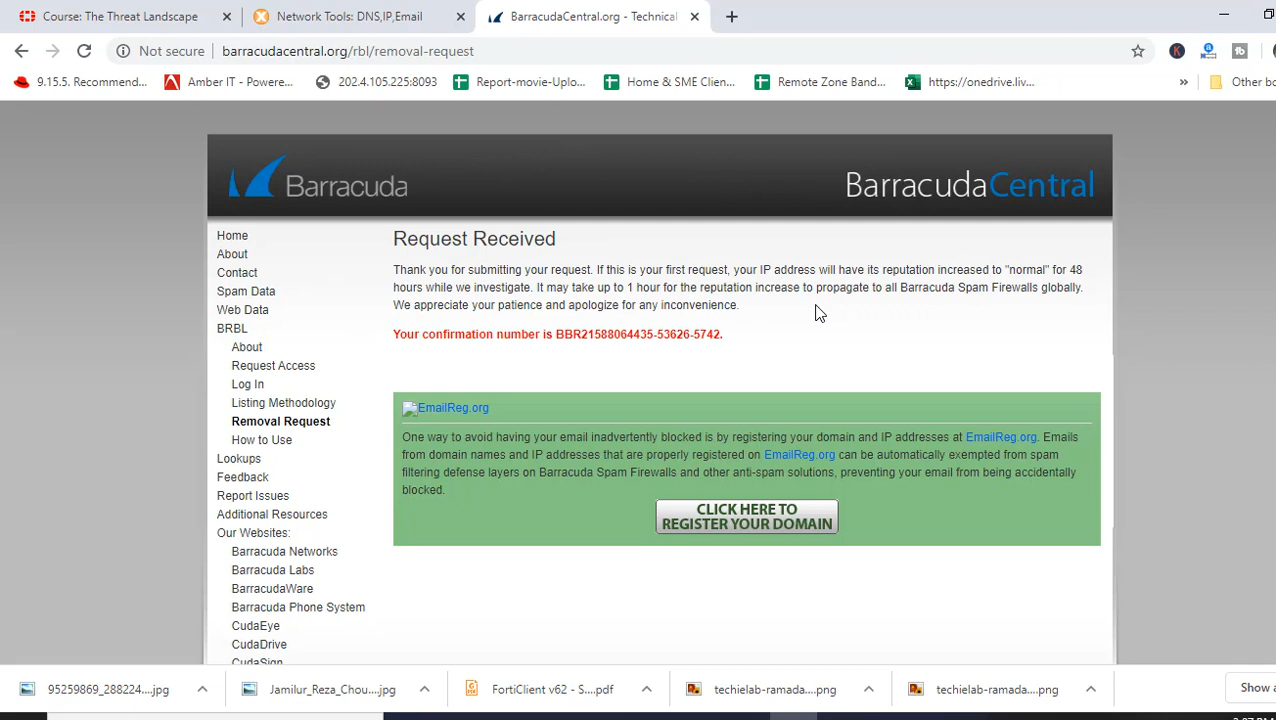 Course: The Threat Landscape
Network Tools: DNS,IP,Email
BarracudaCentral.org - Technical
Not secure
barracudacentral.org/rbl/removal-request
9.15.5. Recommend...
Amber IT - Powere...
202.4.105.225:8093
Report-movie-Uplo...
Home & SME Clien...
Remote Zone Band...
https://onedrive.liv...
»
Other bo
Barracuda
BarracudaCentral
Home
About
Contact
Spam Data
Web Data
BRBL
About
Request Access
Log In
Listing Methodology
Removal Request
How to Use
Lookups
Feedback
Report Issues
Additional Resources
Our Websites:
Barracuda Networks
Barracuda Labs
BarracudaWare
Barracuda Phone System
CudaEye
CudaDrive
CudaSign
Request Received
Thank you for submitting your request. If this is your first request, your IP address will have its reputation increased to "normal" for 48
hours while we investigate. It may take up to 1 hour for the reputation increase to propagate to all Barracuda Spam Firewalls globally.
We appreciate your patience and apologize for any inconvenience.
Your confirmation number is BBR21588064435-53626-5742.
EmailReg.org
One way to avoid having your email inadvertently blocked is by registering your domain and IP addresses at EmailReg.org. Emails
from domain names and IP addresses that are properly registered on EmailReg.org can be automatically exempted from spam
filtering defense layers on Barracuda Spam Firewalls and other anti-spam solutions, preventing your email from being accidentally
blocked.
CLICK HERE TO
REGISTER YOUR DOMAIN
95259869_288224....jpg
Jamilur_Reza_Chou....jpg
FortiClient v62 - S....pdf
techielab-ramada....png
techielab-ramada....png
Show a